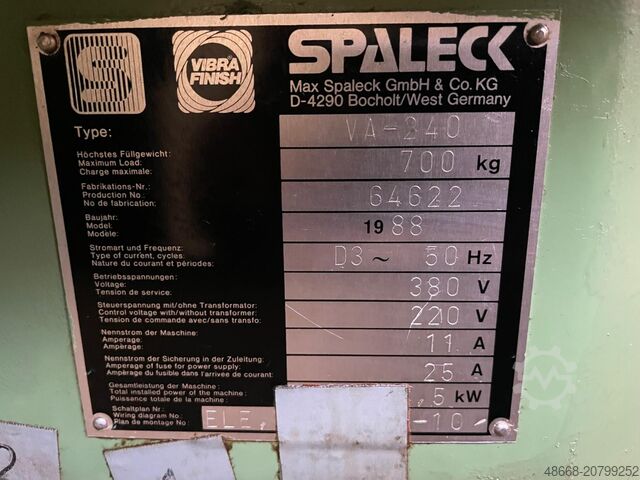 S
VIBRA
FINISH
SPALECK
Max Spaleck GmbH & Co. KG
D-4290 Bocholt/West Germany
Type: VA-240
Höchstes Füllgewicht:
Maximum Load: 700 kg
Charge maximale:
Fabrikations-Nr.:
Production No.: 64622
No de fabrication:
Baujahr:
Model: 1988
Modèle:
Stromart und Frequenz:
Type of current, cycles: D3~ 50 Hz
Nature du courant et périodes:
Betriebsspannungen:
Voltage: 380 V
Tension de service:
Steuerspannung mit/ohne Transformator:
Control voltage with/without transformer: 220 V
Tension de commande avec/sans transfo:
Nennstrom der Maschine:
Amperage: 11 A
Ampèrage:
Nennstrom der Sicherung in der Zuleitung:
Amperage of fuse for power supply: 25 A
Ampèrage du fusible dans l'arrivée de courant:
Gesamtleistung der Maschine:
Total installed power of the machine: ,5 kW
Puissance totale de la machine:
Schaltplan Nr.:
Wiring diagram No.: ELE. -10-
Plan de montage No:
48668-20799252